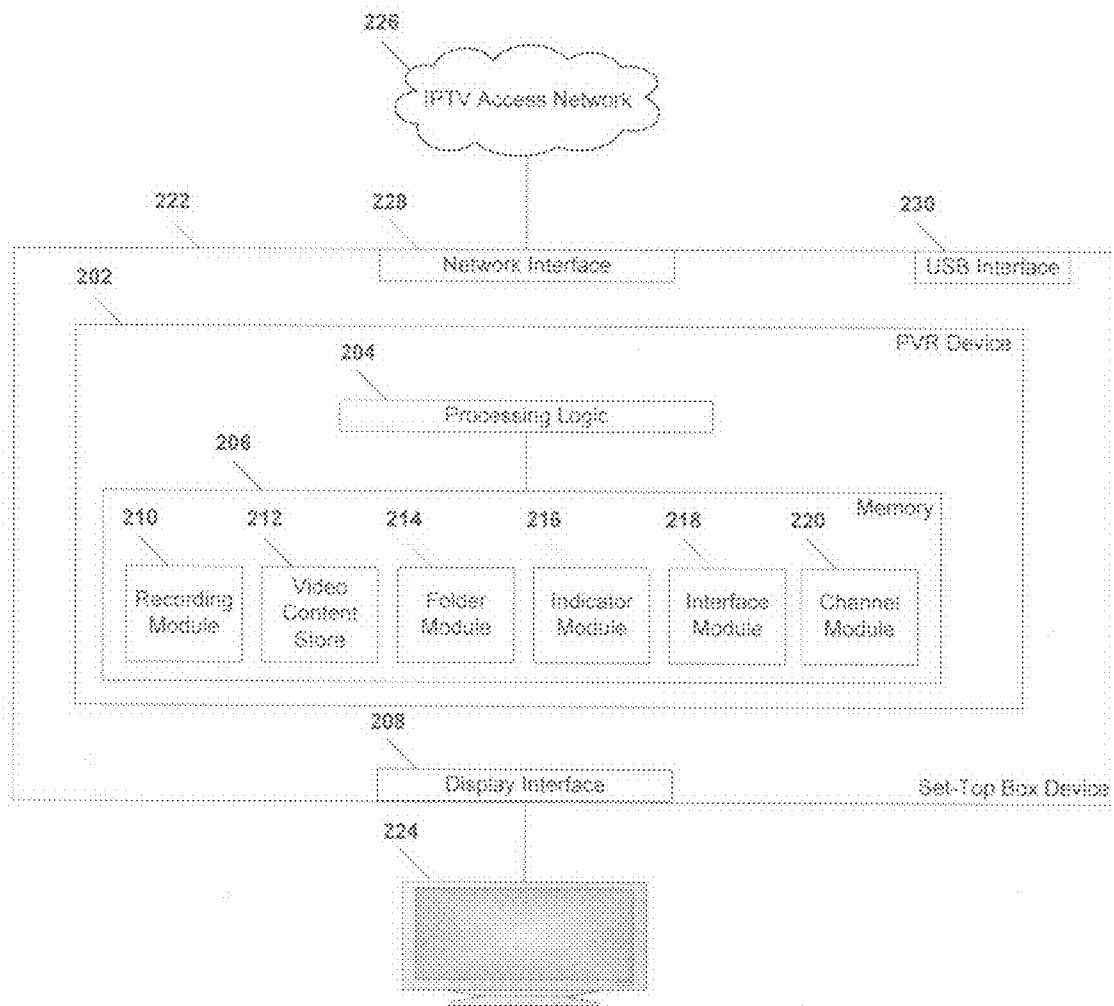 226
IPTV Access Network
222
228
230
Network Interface
USB Interface
202
PVR Device
204
Processing Logic
206
Memory
210
212
214
216
218
220
Recording
Module
Video
Content
Store
Folder
Module
Indicator
Module
Interface
Module
Channel
Module
208
Display Interface
Set-Top Box Device
224